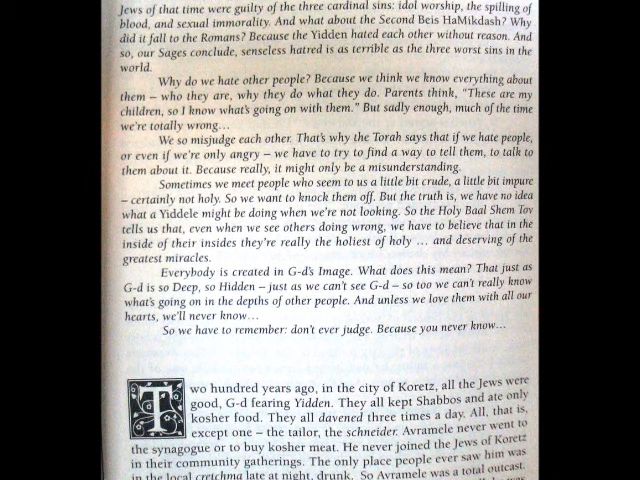 Jews of that time were guilty of the three cardinal sins: idol worship, the spilling of
blood, and sexual immorality. And what about the Second Beis HaMikdash? Why
did it fall to the Romans? Because the Yidden hated each other without reason. And
so, our Sages conclude, senseless hatred is as terrible as the three worst sins in the
world.
Why do we hate other people? Because we think we know everything about
them – who they are, why they do what they do. Parents think, "These are my
children, so I know what's going on with them." But sadly enough, much of the time
we're totally wrong…
We so misjudge each other. That's why the Torah says that if we hate people,
or even if we're only angry – we have to try to find a way to tell them, to talk to
them about it. Because really, it might only be a misunderstanding.
Sometimes we meet people who seem to us a little bit crude, a little bit impure
– certainly not holy. So we want to knock them off. But the truth is, we have no idea
what a Yiddele might be doing when we're not looking. So the Holy Baal Shem Tov
tells us that, even when we see others doing wrong, we have to believe that in the
inside of their insides they're really the holiest of holy … and deserving of the
greatest miracles.
Everybody is created in G-d's Image. What does this mean? That just as
G-d is so Deep, so Hidden – just as we can't see G-d – so too we can't really know
what's going on in the depths of other people. And unless we love them with all our
hearts, we'll never know…
So we have to remember: don't ever judge. Because you never know…
Two hundred years ago, in the city of Koretz, all the Jews were
good, G-d fearing Yidden. They all kept Shabbos and ate only
kosher food. They all davened three times a day. All, that is,
except one – the tailor, the schneider. Avramele never went to
the synagogue or to buy kosher meat. He never joined the Jews of Koretz
in their community gatherings. The only place people ever saw him was
in the local cretchma late at night, drunk. So Avramele was a total outcast.